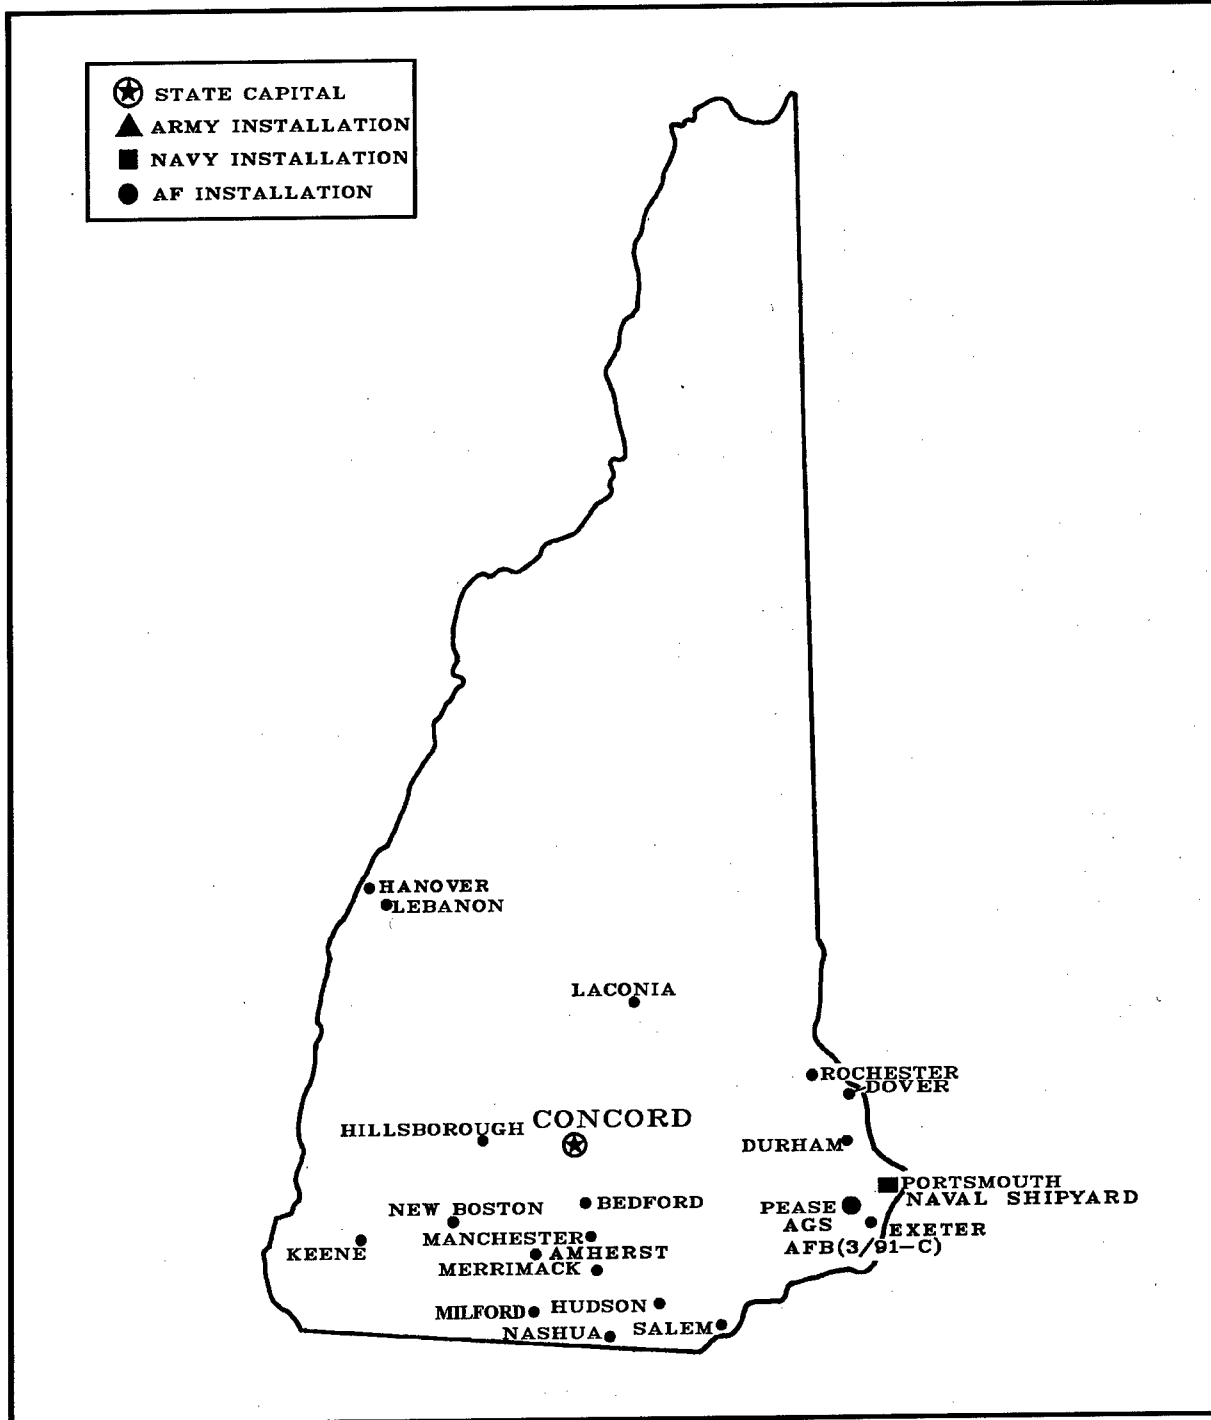 STATE CAPITAL
ARMY INSTALLATION
NAVY INSTALLATION
AF INSTALLATION
HANOVER
LEBANON
LACONIA
ROCHESTER
DOVER
HILLSBOROUGH
CONCORD
DURHAM
PORTSMOUTH
NAVAL SHIPYARD
NEW BOSTON
BEDFORD
PEASE
AGS
EXETER
AFB(3/91-C)
KEENE
MANCHESTER
AMHERST
MERRIMACK
MILFORD
HUDSON
NASHUA
SALEM